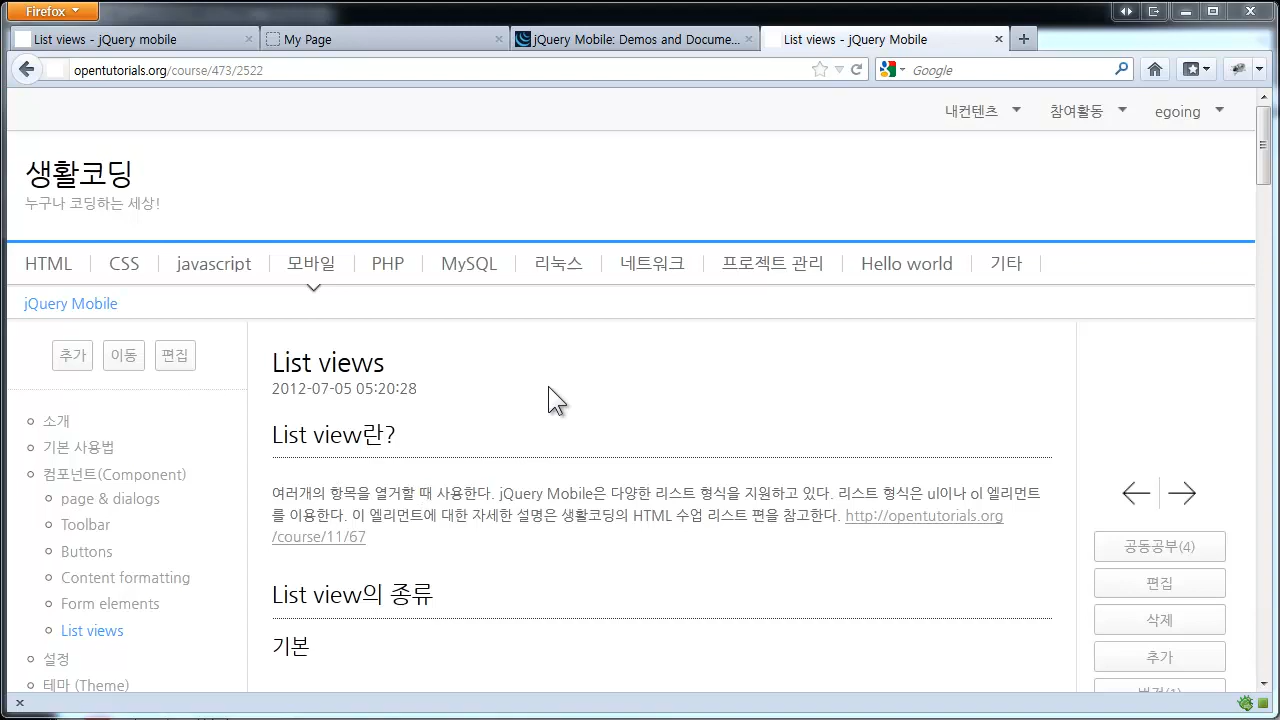 Firefox
List views - jQuery mobile
My Page
jQuery Mobile: Demos and Docume...
List views - jQuery Mobile
opentutorials.org/course/473/2522
Google
내컨텐츠
참여활동
egoing
생활코딩
누구나 코딩하는 세상!
HTML
CSS
javascript
모바일
PHP
MySQL
리눅스
네트워크
프로젝트 관리
Hello world
기타
jQuery Mobile
추가
이동
편집
소개
기본 사용법
컴포넌트(Component)
page & dialogs
Toolbar
Buttons
Content formatting
Form elements
List views
설정
테마 (Theme)
List views
2012-07-05 05:20:28
List view란?
여러개의 항목을 열거할 때 사용한다. jQuery Mobile은 다양한 리스트 형식을 지원하고 있다. 리스트 형식은 ul이나 ol 엘리먼트
를 이용한다. 이 엘리먼트에 대한 자세한 설명은 생활코딩의 HTML 수업 리스트 편을 참고한다. http://opentutorials.org
/course/11/67
List view의 종류
기본
공동공부(4)
편집
삭제
추가